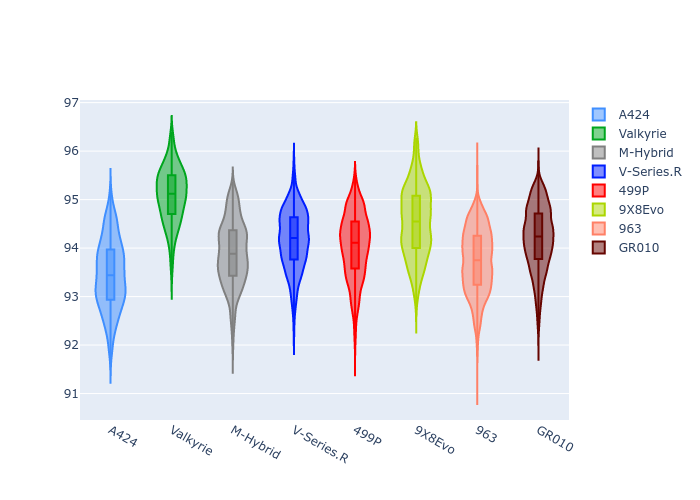 97
96
95
94
93
92
91
A424
Valkyrie
M-Hybrid
V-Series.R
499P
9X8Evo
963
GR010
A424
Valkyrie
M-Hybrid
V-Series.R
499P
9X8Evo
963
GR010